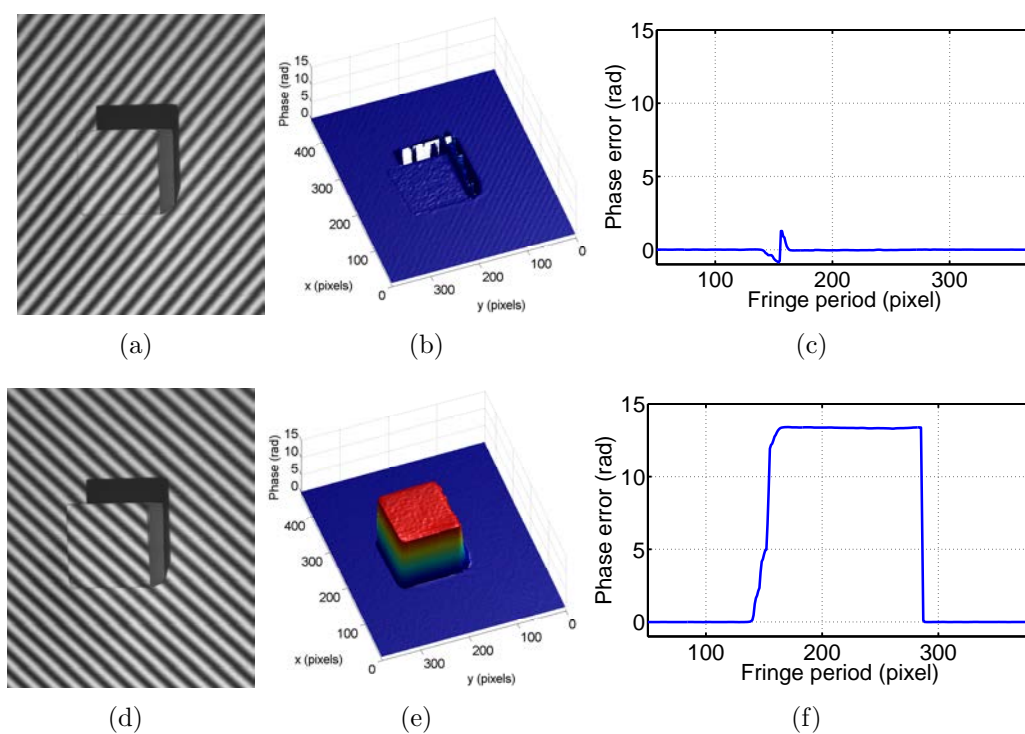 15
10
5
0
Phase (rad)
400
300
200
100
0
x (pixels)
300
200
100
0
y (pixels)
15
10
5
0
Phase error (rad)
100 200 300
Fringe period (pixel)
(a) (b) (c)
15
10
5
0
Phase (rad)
400
300
200
100
0
x (pixels)
300
200
100
0
y (pixels)
15
10
5
0
Phase error (rad)
100 200 300
Fringe period (pixel)
(d) (e) (f)